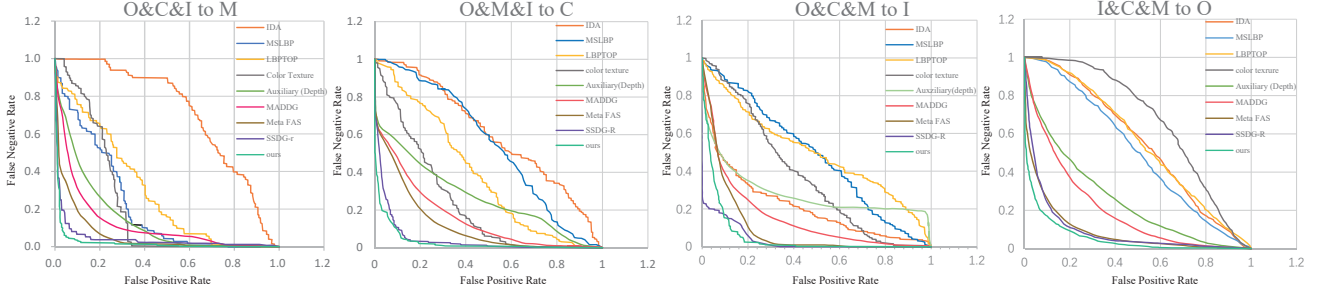 O&C&I to M
1.2
1.0
0.8
0.6
0.4
0.2
0.0
0.0
0.2
0.4
0.6
0.8
1.0
1.2
False Negative Rate
False Positive Rate
IDA
MSLBP
LBPTOP
Color Texture
Auxiliary (Depth)
MADDG
Meta FAS
SSDG-r
ours
O&M&I to C
1.2
1
0.8
0.6
0.4
0.2
0
0
0.2
0.4
0.6
0.8
1
1.2
False Negative Rate
False Positive Rate
IDA
MSLBP
LBPTOP
color texture
Auxiliary(Depth)
MADDG
Meta FAS
SSDG-R
ours
O&C&M to I
1.2
1
0.8
0.6
0.4
0.2
0
0
0.2
0.4
0.6
0.8
1
1.2
False Negative Rate
False Positive Rate
IDA
MSLBP
LBPTOP
color texture
Auxziliary(depth)
MADDG
Meta FAS
SSDG-R
ours
I&C&M to O
1.2
1
0.8
0.6
0.4
0.2
0
0
0.2
0.4
0.6
0.8
1
1.2
False Negative Rate
False Positive Rate
IDA
MSLBP
LBPTOP
color texrure
Auxiliary (Depth)
MADDG
Meta FAS
SSDG-R
ours